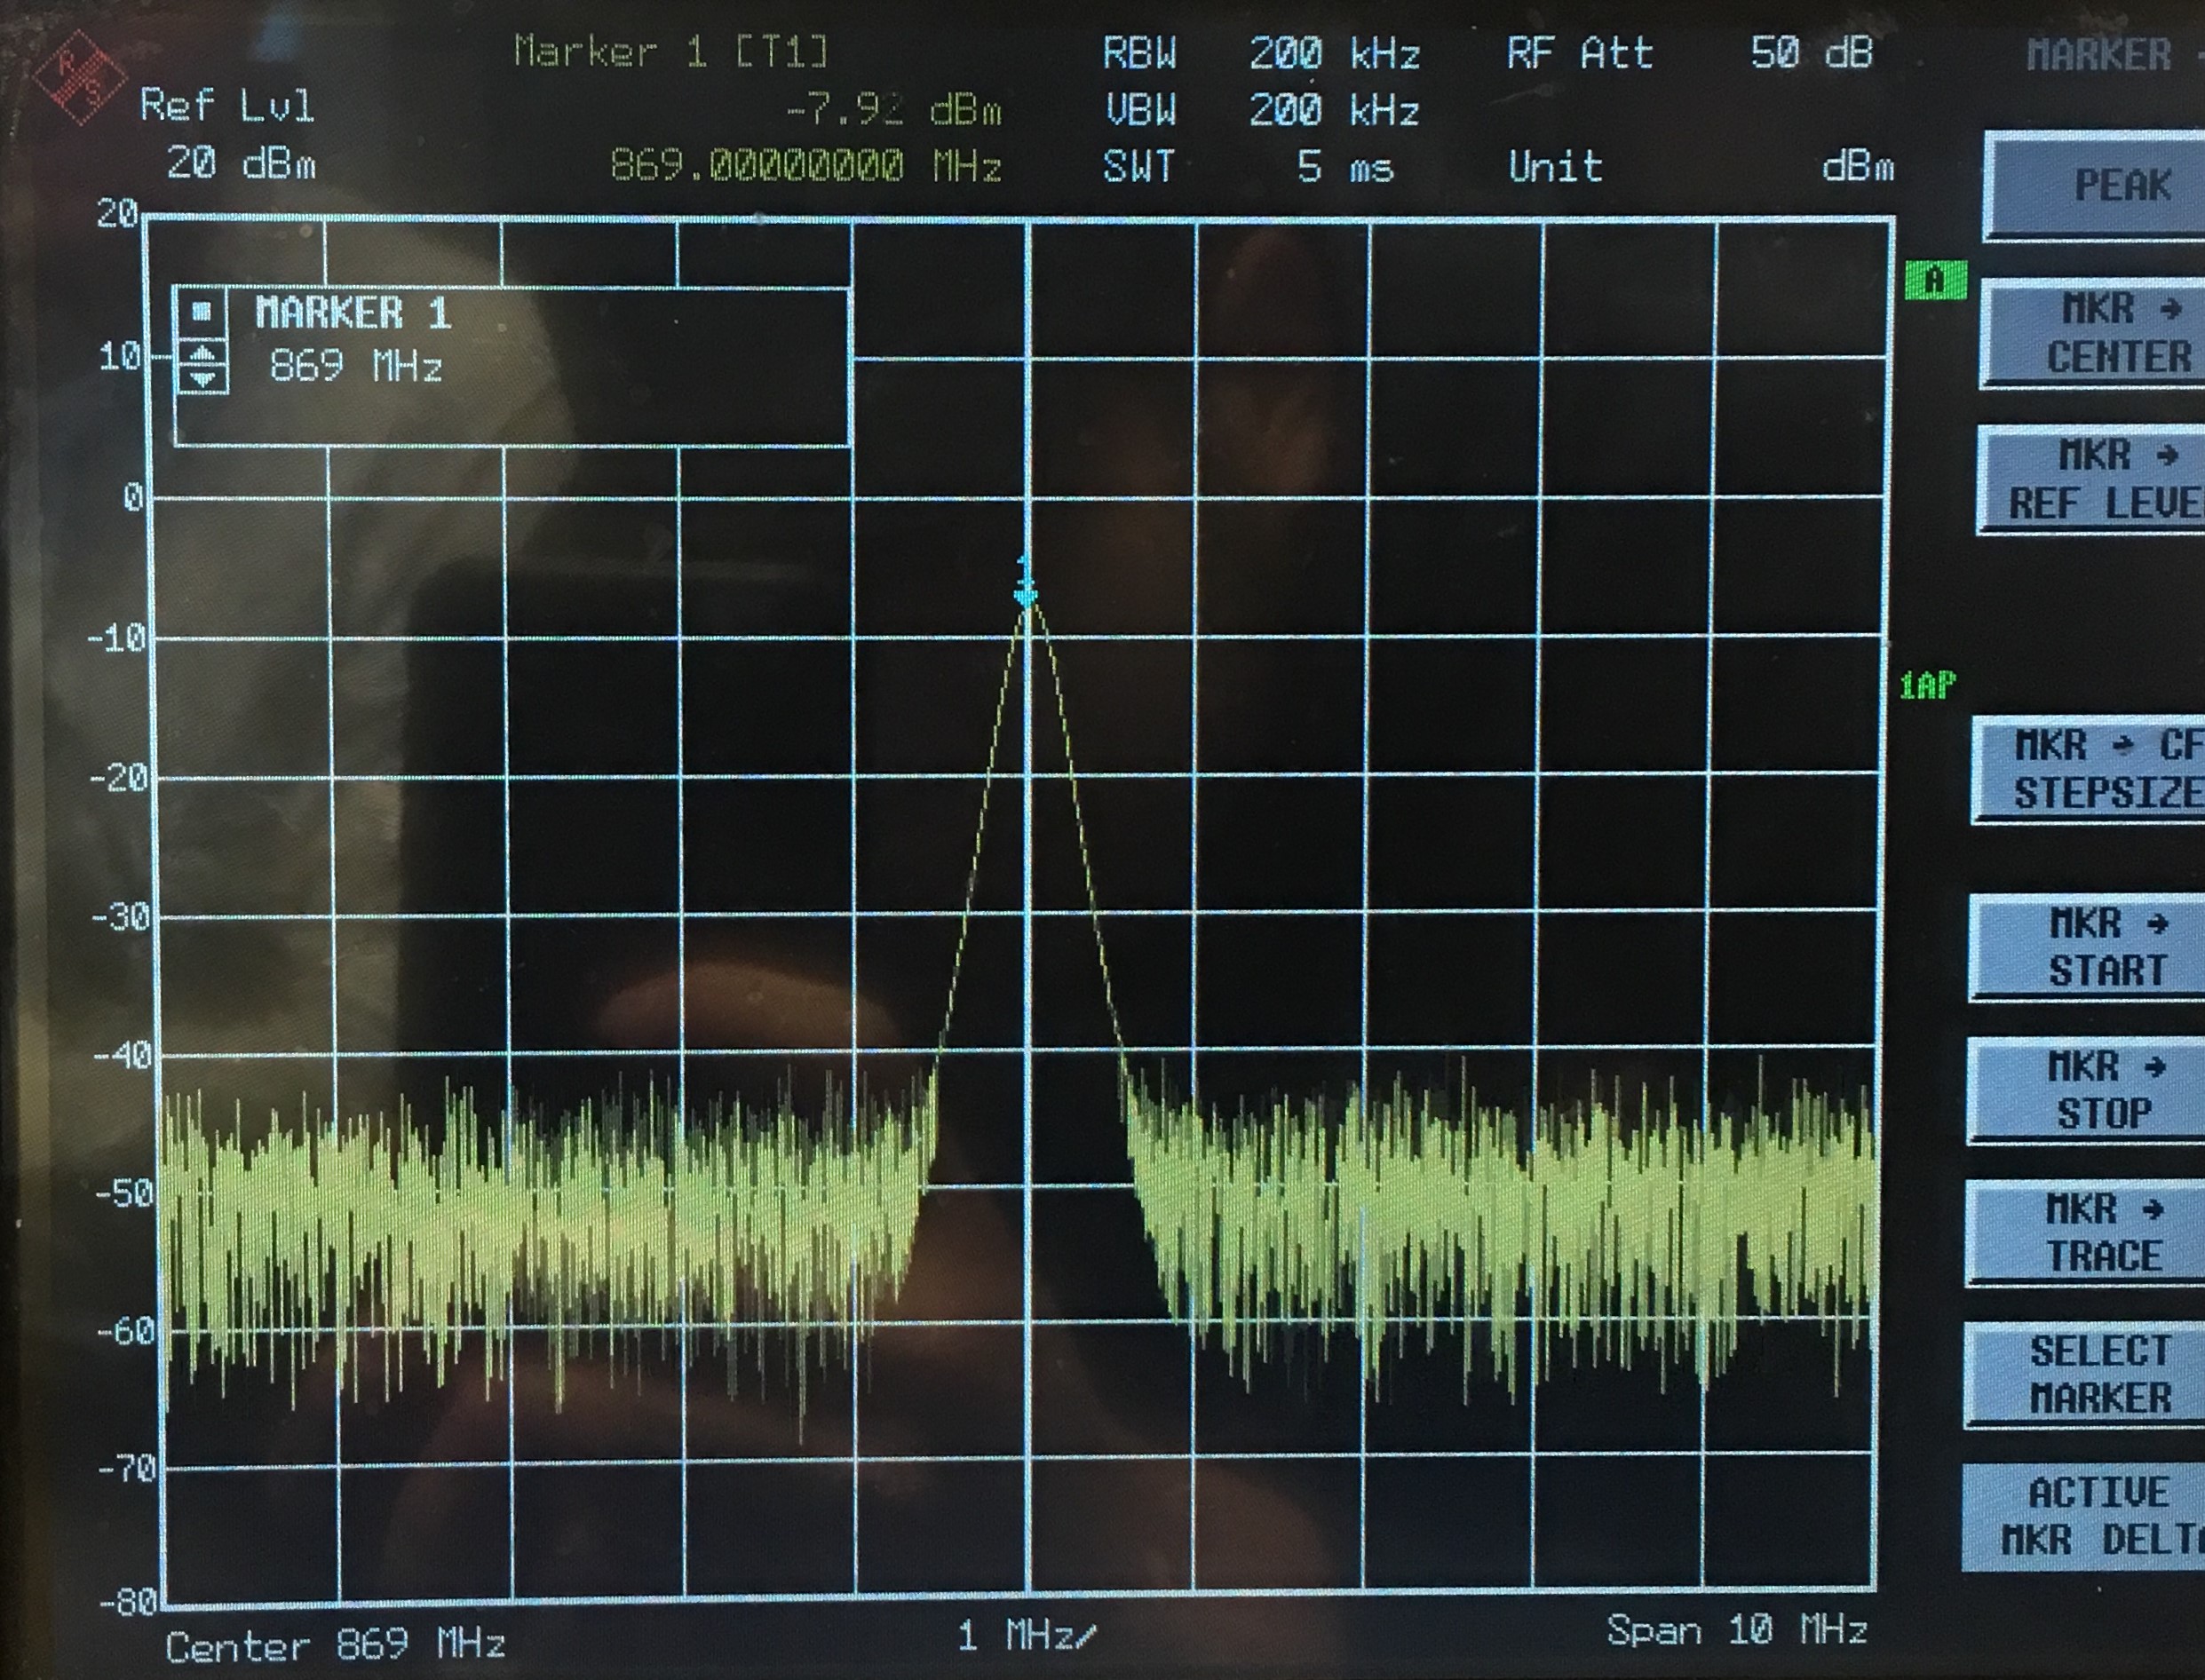 R
S
Marker 1 [T1]
RBW 200 kHz RF Att 50 dB
Ref Lvl -7.92 dBm VBW 200 kHz
20 dBm 869.00000000 MHz SWT 5 ms Unit dBm
20
MARKER 1
869 MHz
10
0
1
-10
-20
-30
-40
-50
-60
-70
-80
Center 869 MHz 1 MHz/ Span 10 MHz
A
1AP
MARKER
PEAK
MKR →
CENTER
MKR →
REF LEVE
MKR → CF
STEPSIZE
MKR →
START
MKR →
STOP
MKR →
TRACE
SELECT
MARKER
ACTIVE
MKR DELT